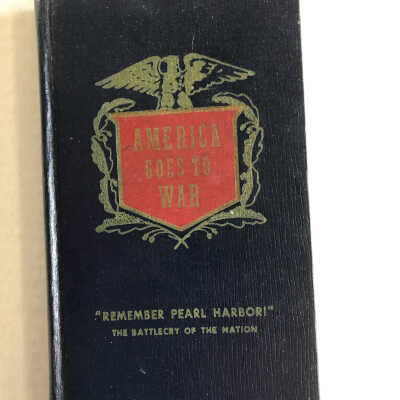 AMERICA
GOES TO
WAR
"REMEMBER PEARL HARBOR!"
THE BATTLECRY OF THE NATION